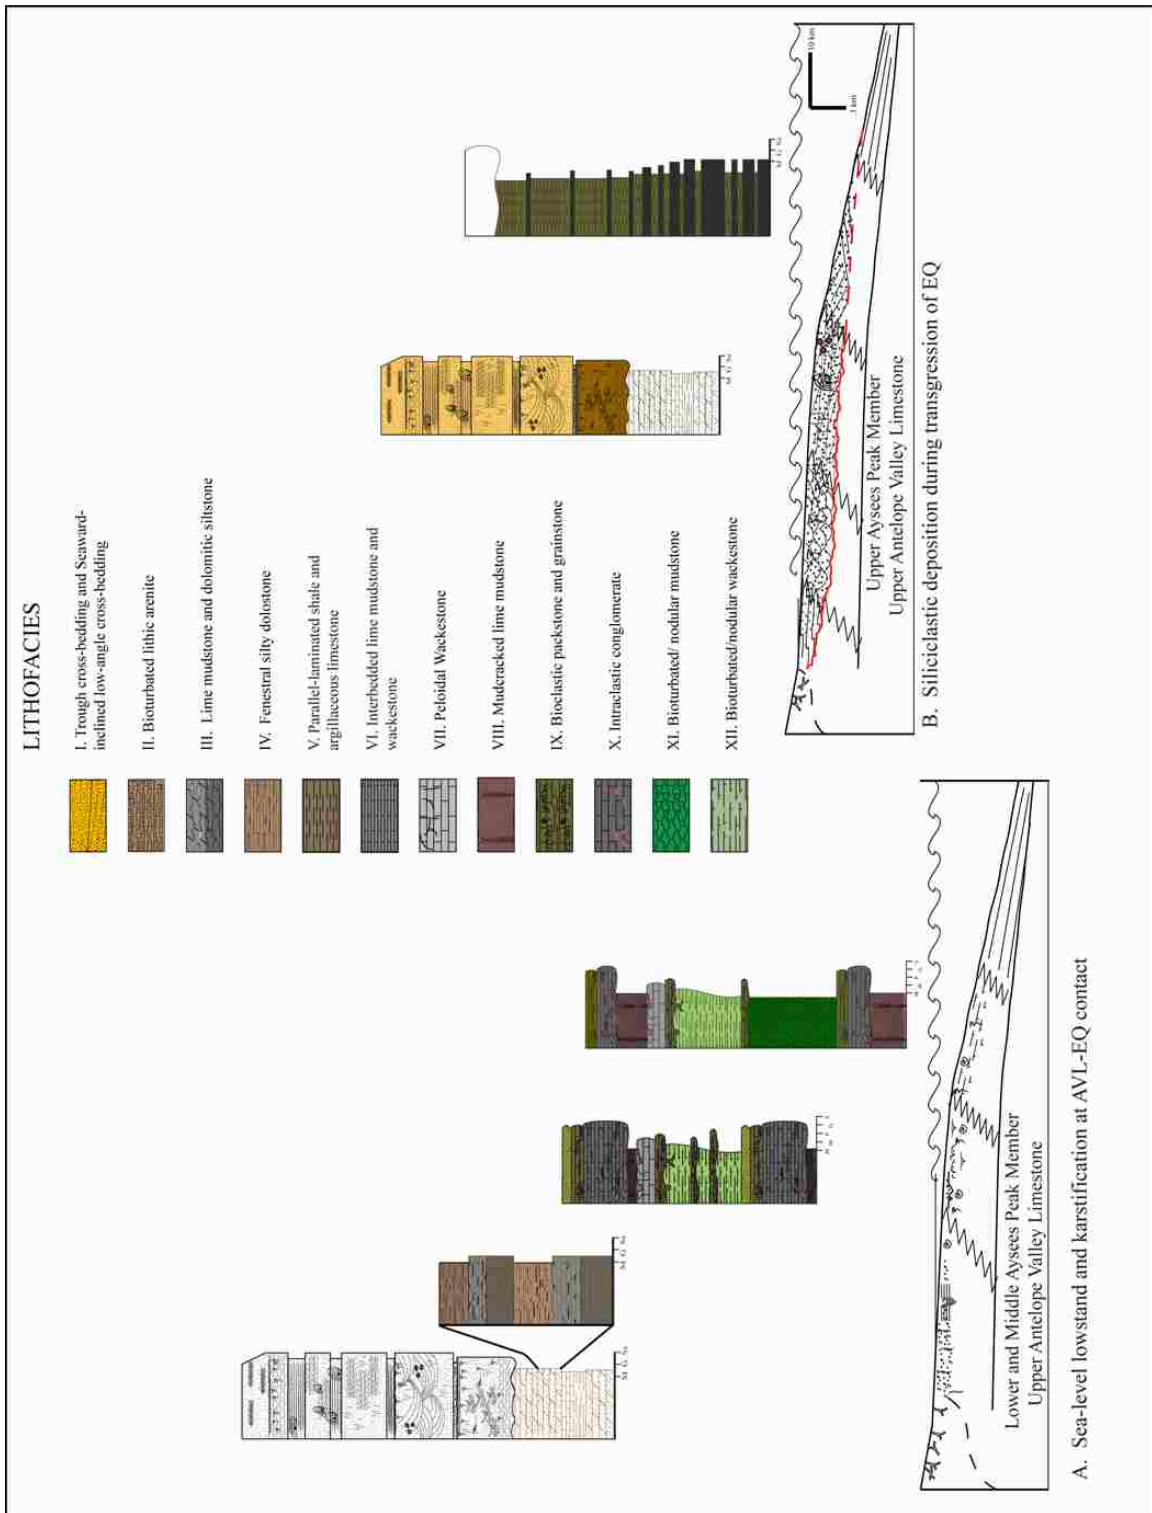 LITHOFACIES
I. Trough cross-bedding and Seaward-
inclined low-angle cross-bedding
II. Bioturbated lithic arenite
III. Lime mudstone and dolomitic siltstone
IV. Fenestral silty dolostone
V. Parallel-laminated shale and
argillaceous limestone
VI. Interbeded lime mudstone and
wackestone
VII. Peloidal Wackestone
VIII. Mudcracked lime mudstone
IX. Bioclastic packstone and grainstone
X. Intraclastic conglomerate
XI. Bioturbated/ nodular mudstone
XII. Bioturbated/nodular wackestone
Lower and Middle Aysees Peak Member
Upper Antelope Valley Limestone
A. Sea-level lowstand and karstification at AVL-EQ contact
10 km
Upper Aysees Peak Member
Upper Antelope Valley Limestone
B. Siliciclastic deposition during transgression of EQ